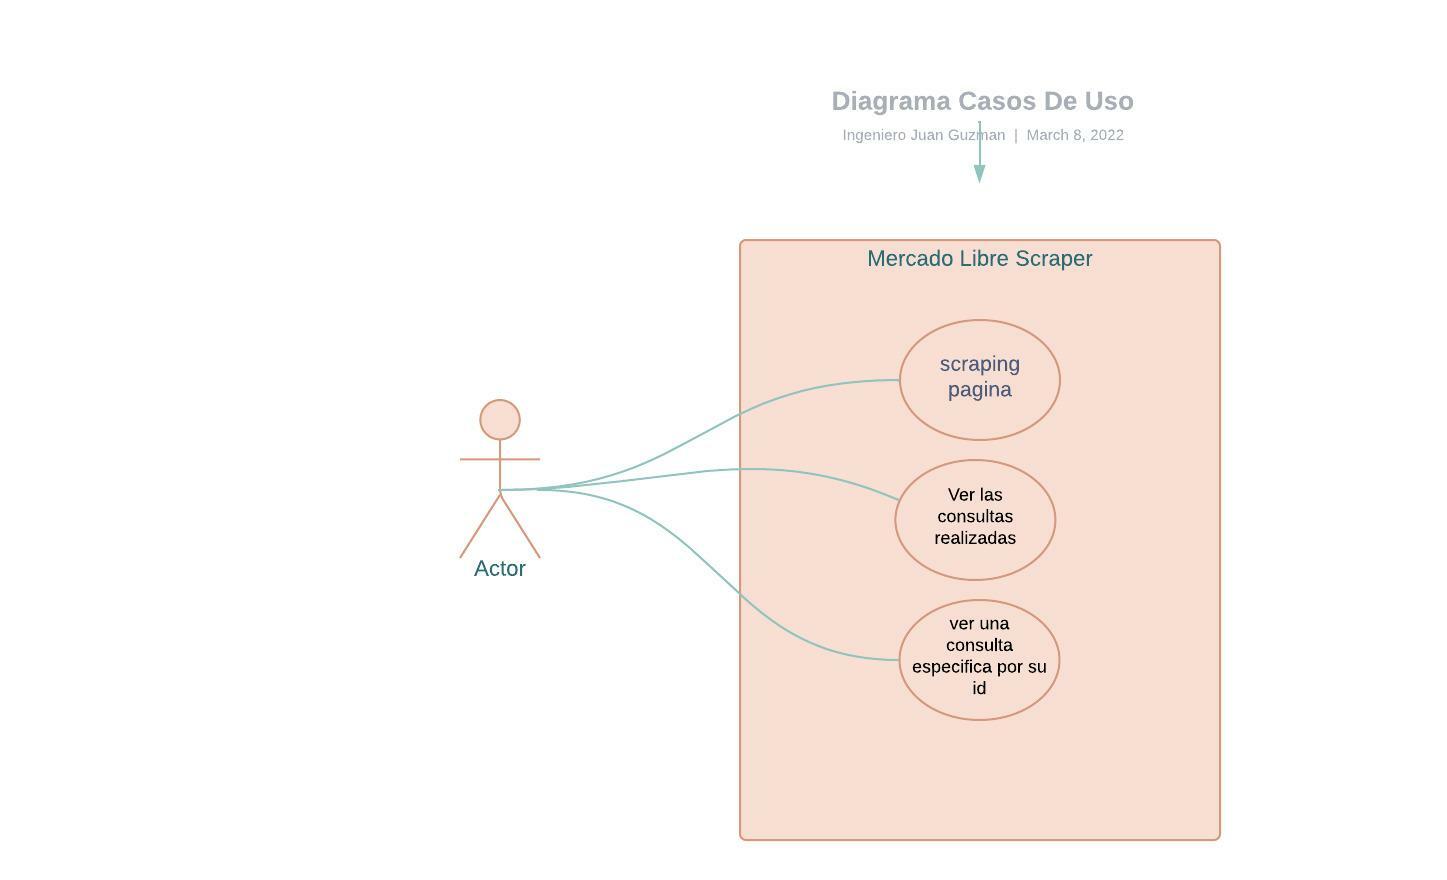 Diagrama Casos De Uso
Ingeniero Juan Guzman | March 8, 2022
Mercado Libre Scraper
scraping
pagina
Ver las
consultas
realizadas
ver una
consulta
especifica por su
id
Actor